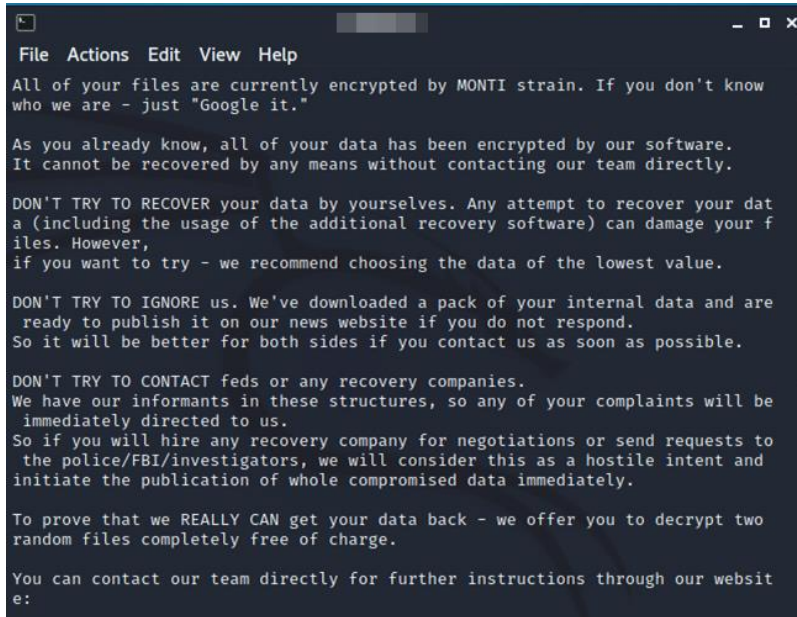 File Actions Edit View Help
All of your files are currently encrypted by MONTI strain. If you don't know
who we are – just "Google it."
As you already know, all of your data has been encrypted by our software.
It cannot be recovered by any means without contacting our team directly.
DON'T TRY TO RECOVER your data by yourselves. Any attempt to recover your dat
a (including the usage of the additional recovery software) can damage your f
iles. However,
if you want to try – we recommend choosing the data of the lowest value.
DON'T TRY TO IGNORE us. We've downloaded a pack of your internal data and are
ready to publish it on our news website if you do not respond.
So it will be better for both sides if you contact us as soon as possible.
DON'T TRY TO CONTACT feds or any recovery companies.
We have our informants in these structures, so any of your complaints will be
immediately directed to us.
So if you will hire any recovery company for negotiations or send requests to
the police/FBI/investigators, we will consider this as a hostile intent and
initiate the publication of whole compromised data immediately.
To prove that we REALLY CAN get your data back – we offer you to decrypt two
random files completely free of charge.
You can contact our team directly for further instructions through our websit
e: